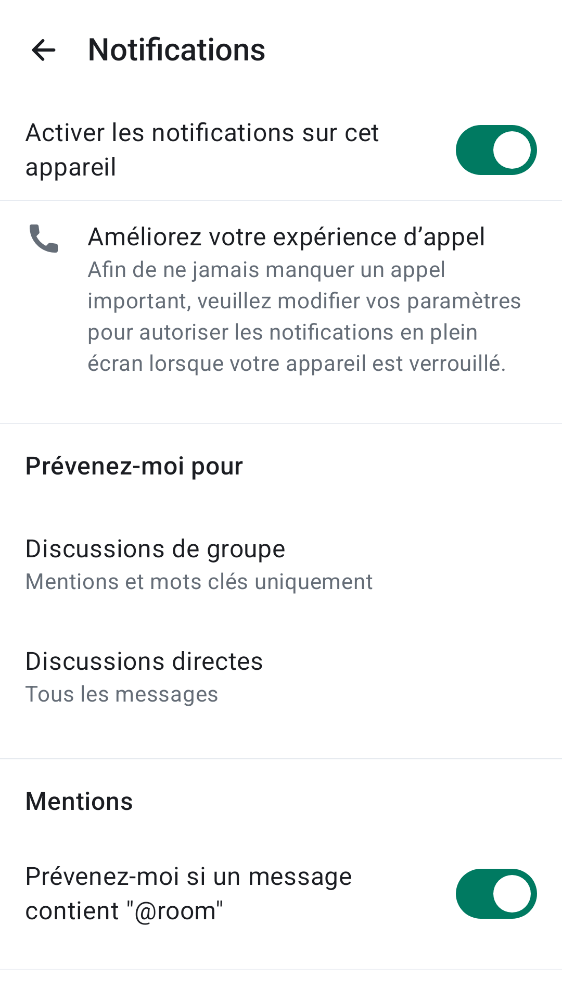 Notifications
Activer les notifications sur cet
appareil
Améliorez votre expérience d’appel
Afin de ne jamais manquer un appel
important, veuillez modifier vos paramètres
pour autoriser les notifications en plein
écran lorsque votre appareil est verrouillé.
Prévenez-moi pour
Discussions de groupe
Mentions et mots clés uniquement
Discussions directes
Tous les messages
Mentions
Prévenez-moi si un message
contient "@room"